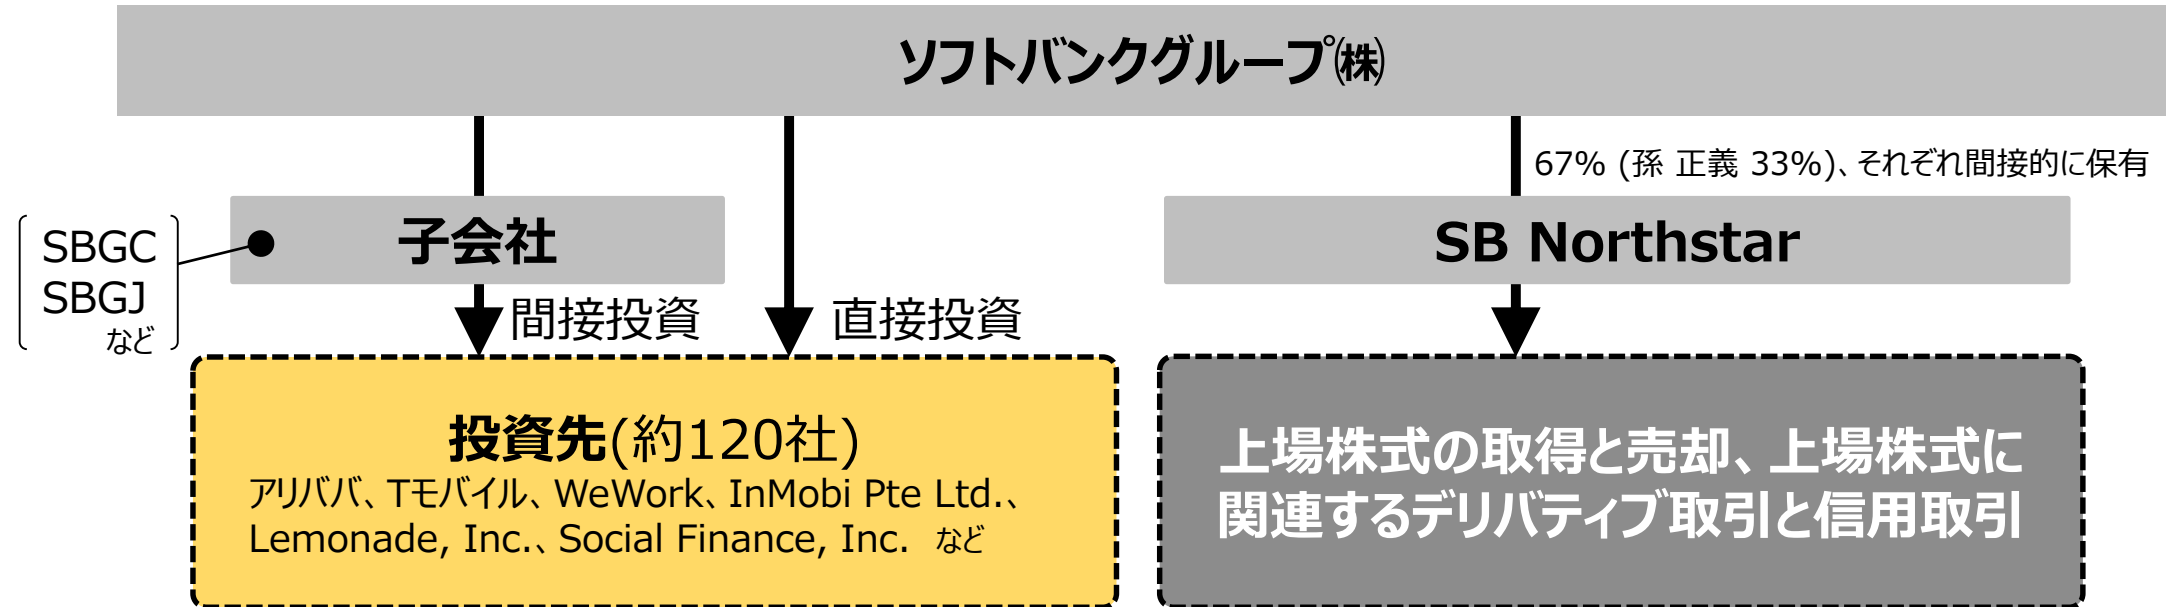 ソフトバンクグループ㈱
67% (孫 正義 33%)、それぞれ間接的に保有
子会社
SB Northstar
SBGC
SBGJ
など
間接投資
直接投資
投資先(約120社)
アリババ、Tモバイル、WeWork、InMobi Pte Ltd.、
Lemonade, Inc.、Social Finance, Inc. など
上場株式の取得と売却、上場株式に
関連するデリバティブ取引と信用取引